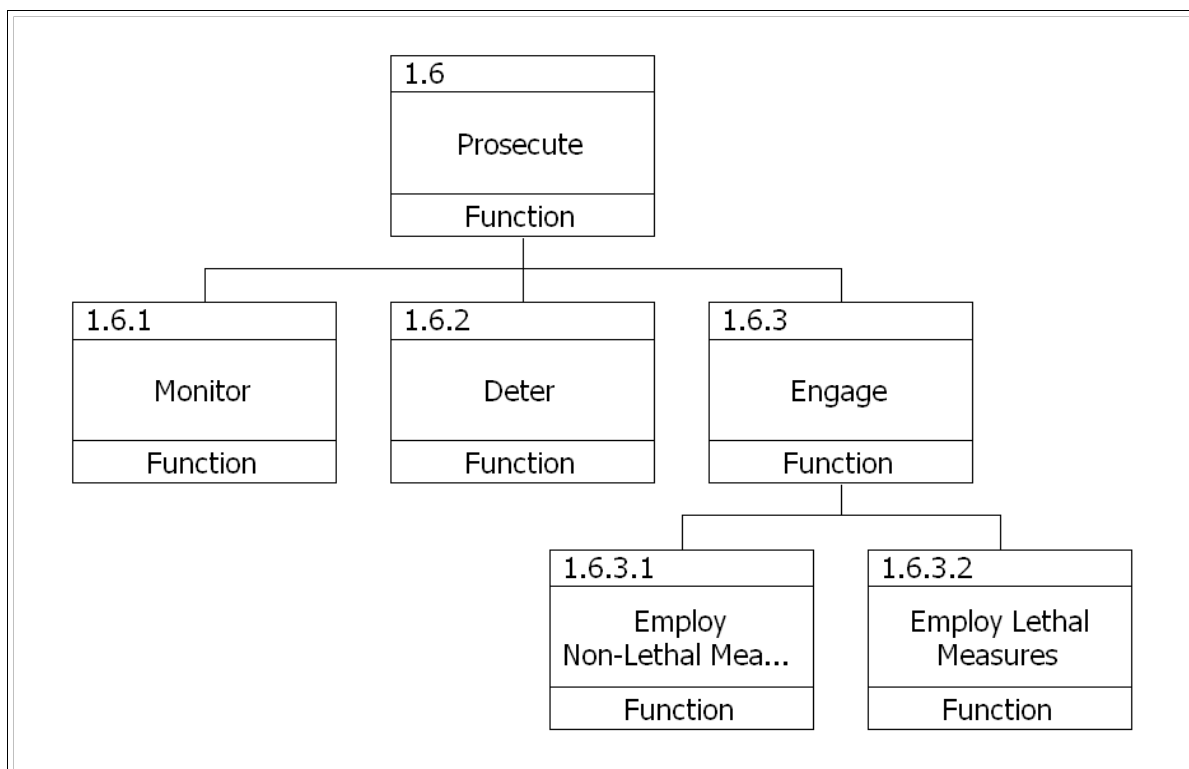 1.6
Prosecute
Function
1.6.1
Monitor
Function
1.6.2
Deter
Function
1.6.3
Engage
Function
1.6.3.1
Employ
Non-Lethal Mea...
Function
1.6.3.2
Employ Lethal
Measures
Function